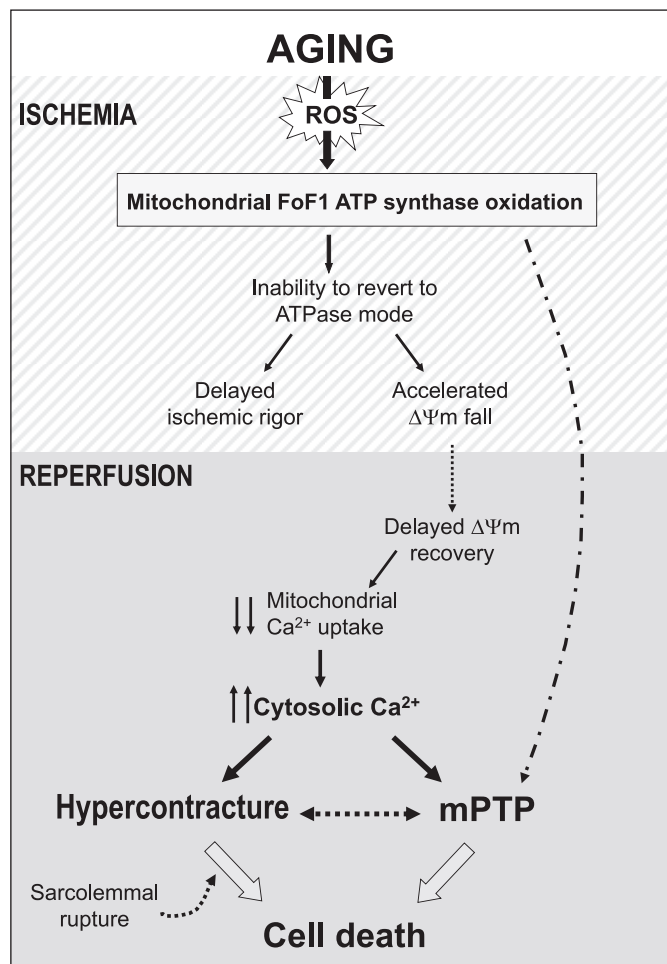 AGING
ISCHEMIA
ROS
Mitochondrial FoF1 ATP synthase oxidation
Inability to revert to
ATPase mode
Delayed
ischemic rigor
Accelerated
ΔΨm fall
REPERFUSION
Delayed ΔΨm
recovery
Mitochondrial
Ca²⁺ uptake
Cytosolic Ca²⁺
Hypercontracture
mPTP
Sarcolemmal
rupture
Cell death